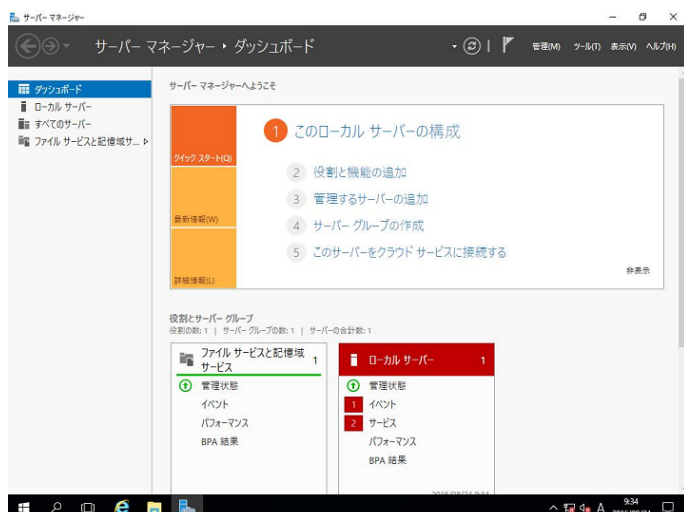 サーバー マネージャー
サーバー マネージャー・ダッシュボード
管理(M) ツール(T) 表示(V) ヘルプ(H)
ダッシュボード
ローカル サーバー
すべてのサーバー
ファイル サービスと記憶域サ...
サーバー マネージャーへようこそ
クイック スタート(Q)
最新情報(W)
詳細情報(L)
1 このローカル サーバーの構成
2 役割と機能の追加
3 管理するサーバーの追加
4 サーバー グループの作成
5 このサーバーをクラウド サービスに接続する
非表示
役割とサーバー グループ
役割の数: 1 | サーバー グループの数: 1 | サーバーの合計数: 1
ファイル サービスと記憶域
サービス
1
管理状態
イベント
パフォーマンス
BPA 結果
ローカル サーバー 1
管理状態
1 イベント
2 サービス
パフォーマンス
BPA 結果
2016/08/24 9:34
A
9:34